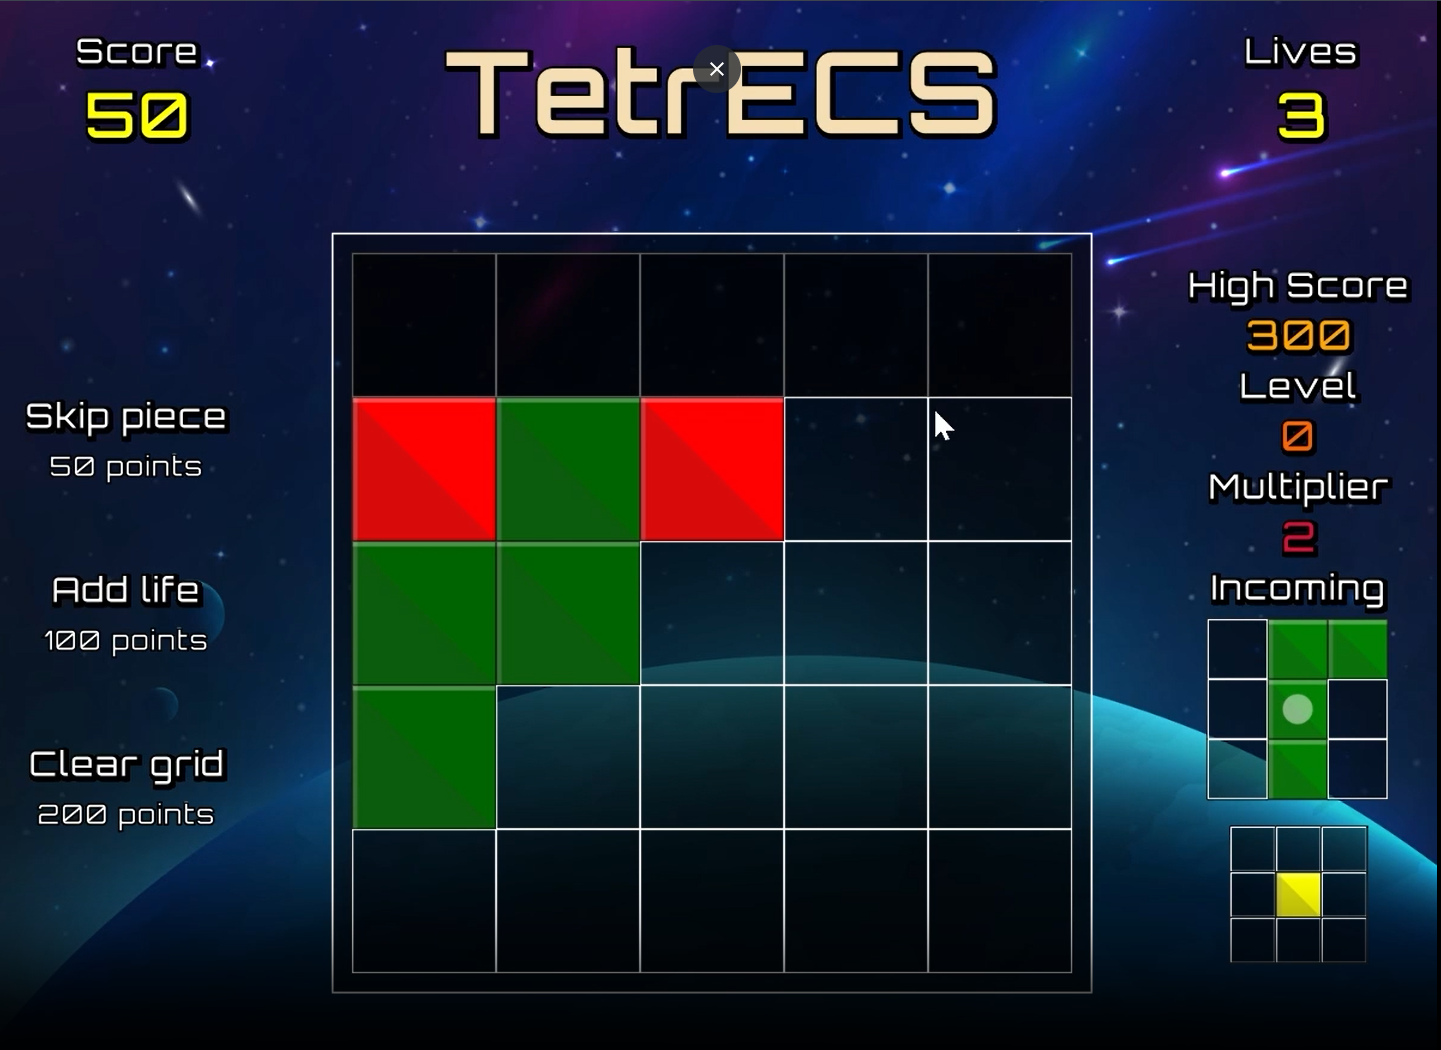 Score
50
TetrECS
Lives
3
Skip piece
50 points
Add life
100 points
Clear grid
200 points
High Score
300
Level
0
Multiplier
2
Incoming